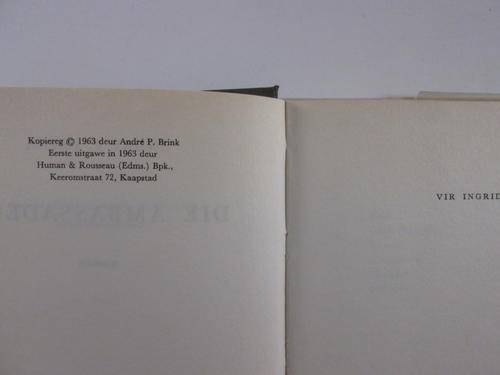 Kopiereg © 1963 deur André P. Brink
Eerste uitgawe in 1963 deur
Human & Rousseau (Edms.) Bpk.,
Keeromstraat 72, Kaapstad
VIR INGRID